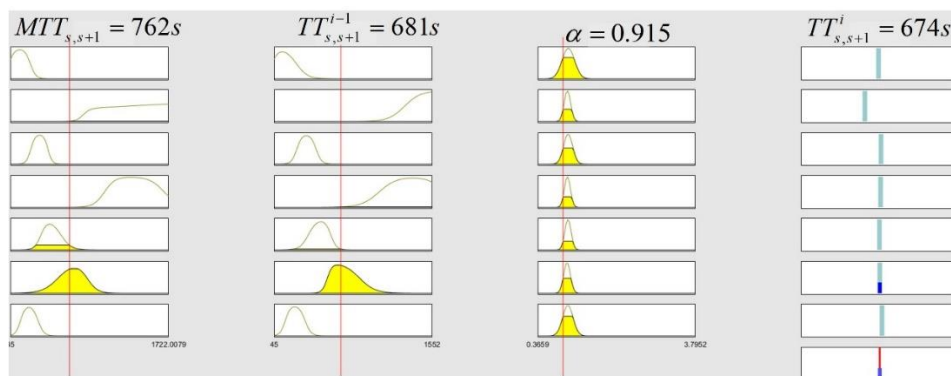 MTT_{s,s+1} = 762s TT^{i-1}_{s,s+1} = 681s α = 0.915 TT^{i}_{s,s+1} = 674s
45 1722.0079 45 1552 0.3659 3.7952